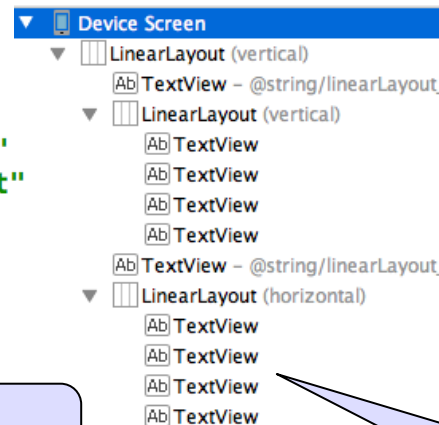 Device Screen
LinearLayout (vertical)
Ab TextView – @string/linearLayout_
Ab LinearLayout (vertical)
Ab TextView
Ab TextView
Ab TextView
Ab TextView
Ab TextView – @string/linearLayout_
LinearLayout (horizontal)
Ab TextView
Ab TextView
Ab TextView
Ab TextView
"
t"